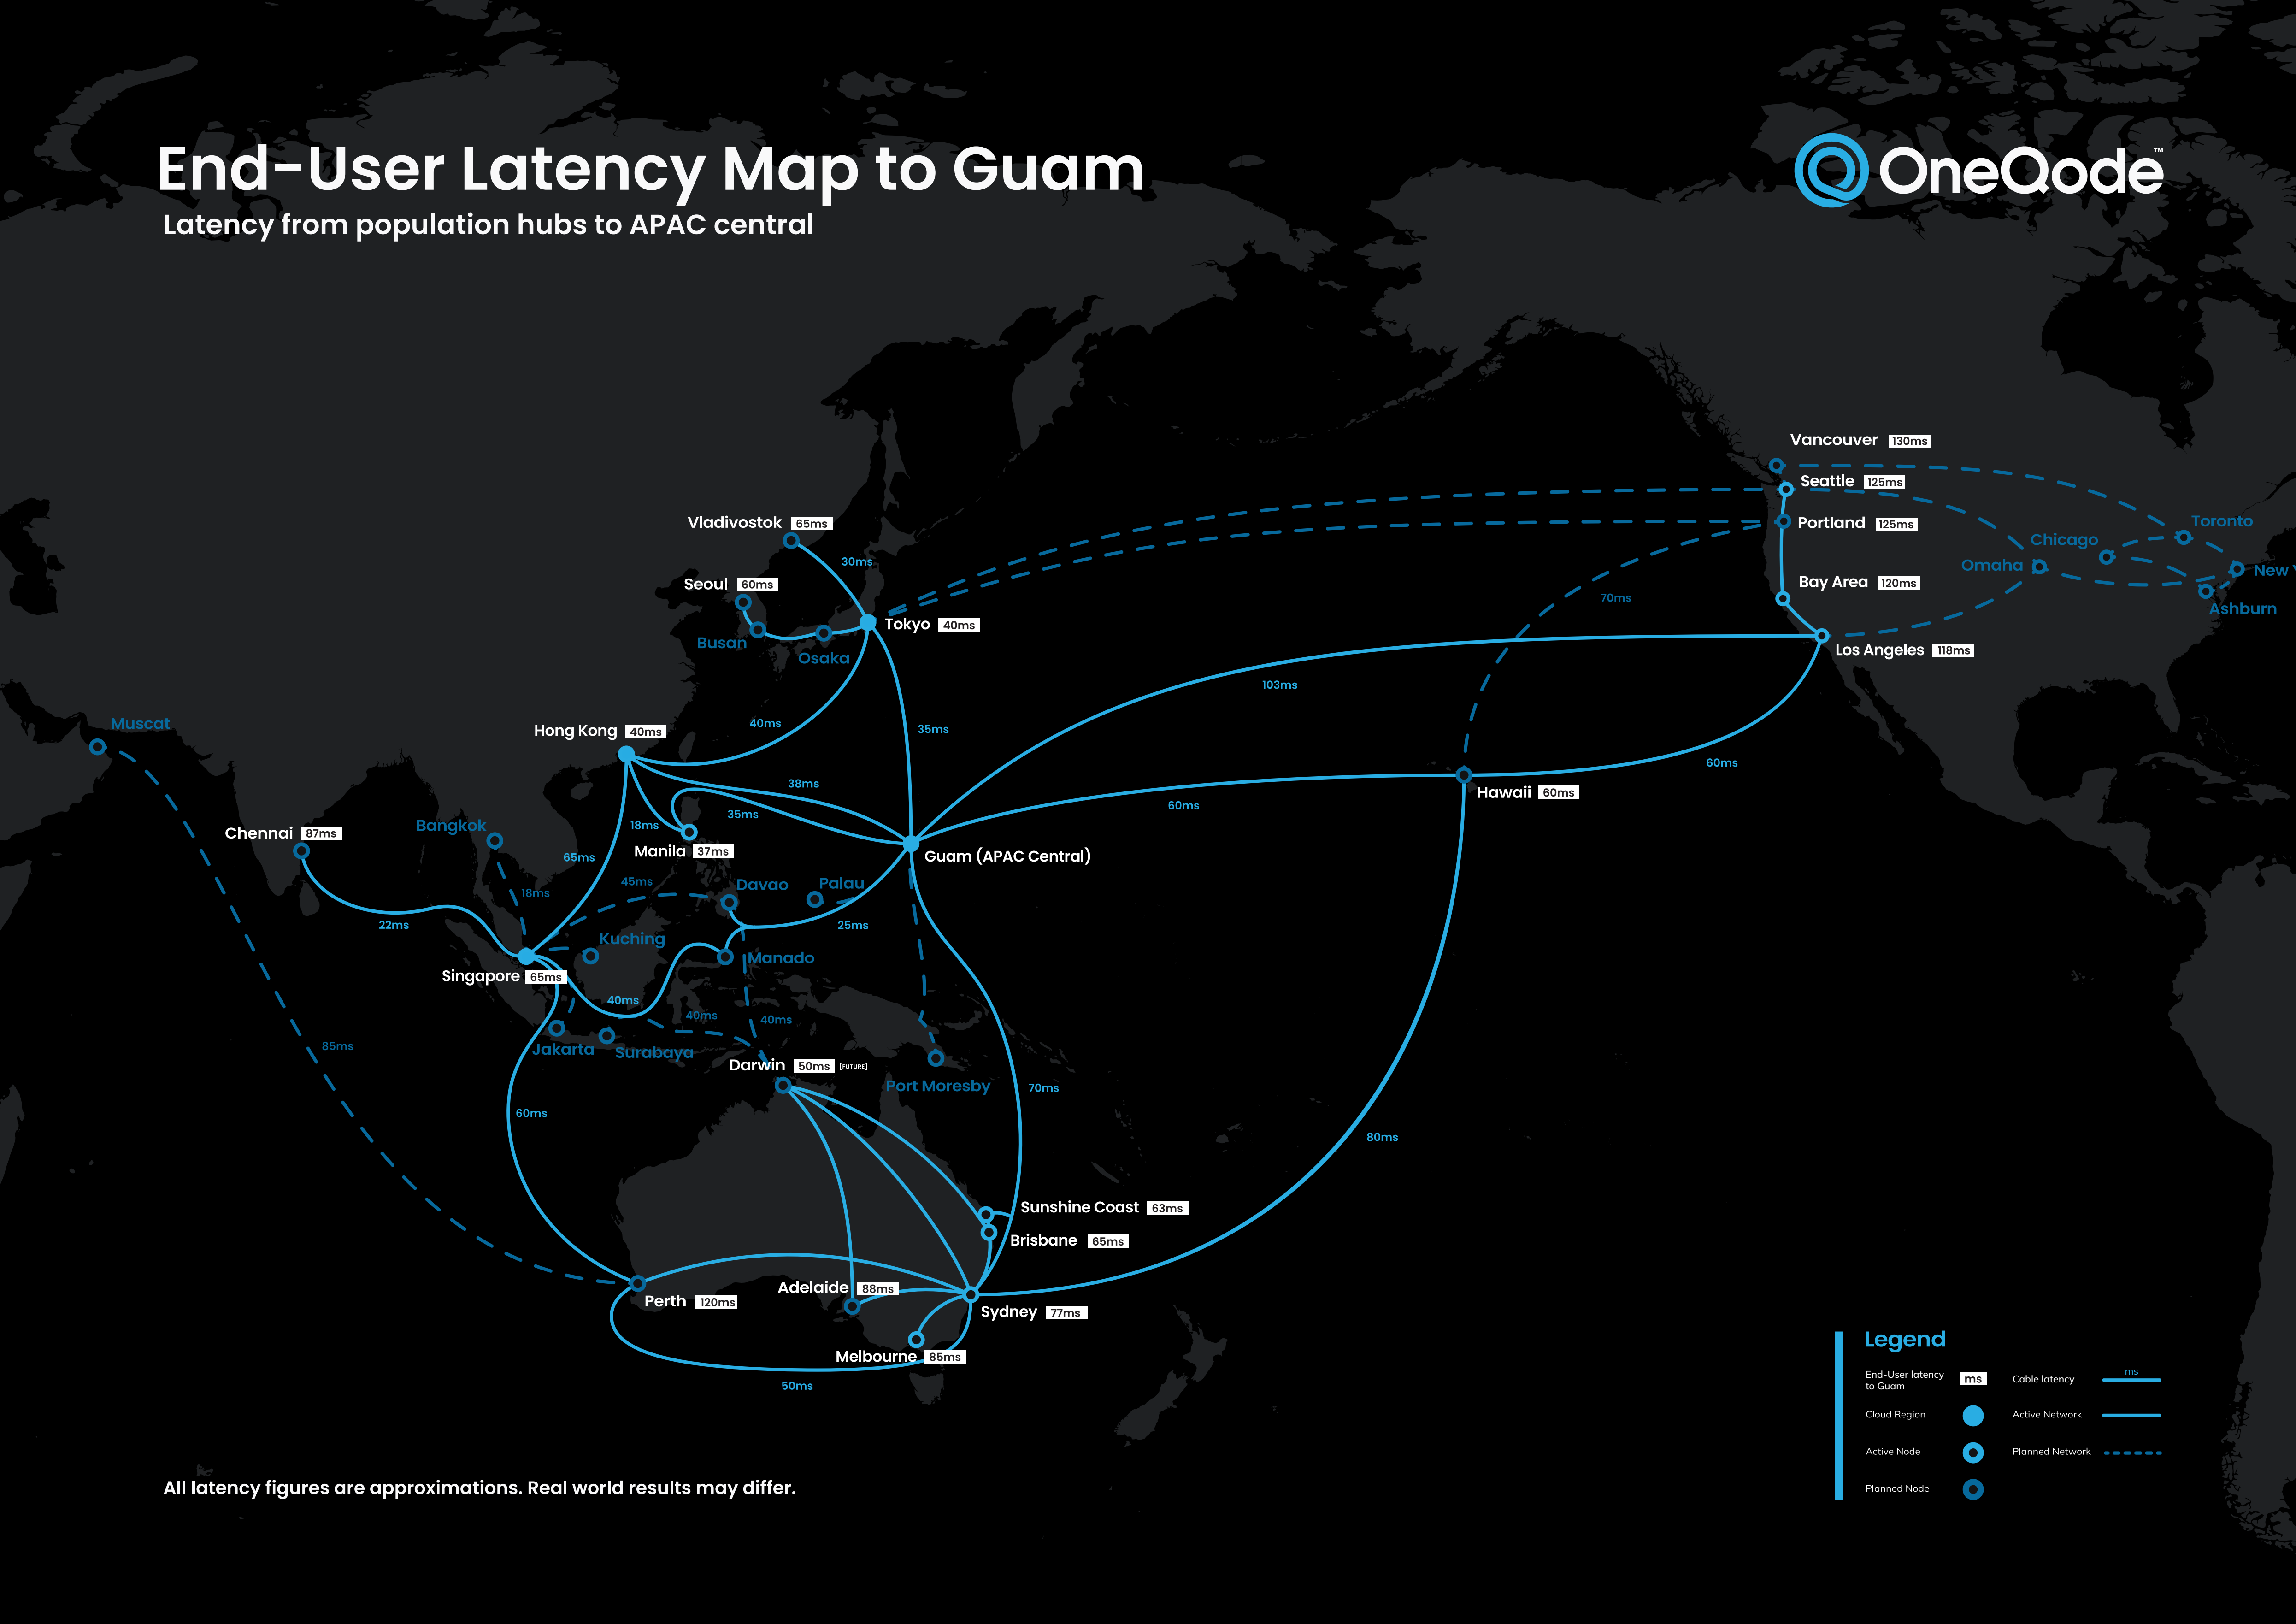 End-User Latency Map to Guam
Latency from population hubs to APAC central
OneQode™
Vancouver 130ms
Seattle 125ms
Vladivostok 65ms
Portland 125ms
Toronto
Chicago
30ms
Omaha
New Y
Seoul 60ms
Bay Area 120ms
70ms
Ashburn
Tokyo 40ms
Busan
Osaka
Los Angeles 118ms
103ms
Muscat
Hong Kong 40ms
40ms
35ms
60ms
38ms
Hawaii 60ms
60ms
35ms
Chennai 87ms
Bangkok
18ms
Manila 37ms
65ms
Guam (APAC Central)
45ms
Davao
Palau
18ms
22ms
25ms
Kuching
Manado
Singapore 65ms
40ms
40ms
40ms
85ms
Jakarta
Surabaya
Darwin 50ms [FUTURE]
Port Moresby
70ms
60ms
80ms
Sunshine Coast 63ms
Brisbane 65ms
Adelaide 88ms
Perth 120ms
Sydney 77ms
Melbourne 85ms
50ms
Legend
End-User latency
to Guam
ms
Cable latency
ms
Cloud Region
Active Network
Active Node
Planned Network
Planned Node
All latency figures are approximations. Real world results may differ.